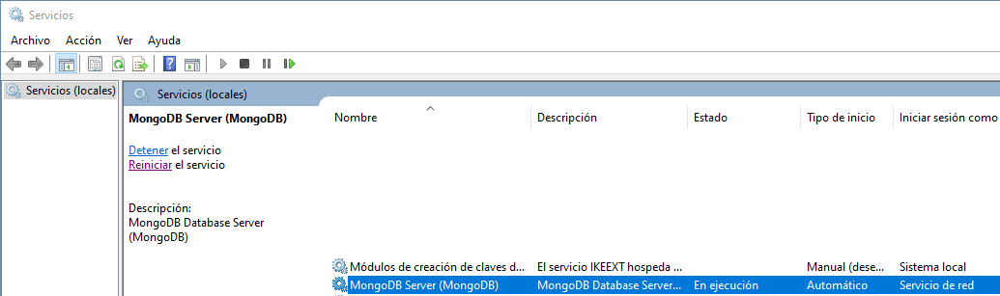 Servicios
Archivo Acción Ver Ayuda
Servicios (locales)
Servicios (locales)
MongoDB Server (MongoDB)
Detener el servicio
Reiniciar el servicio
Descripción:
MongoDB Database Server
(MongoDB)
Nombre Descripción Estado Tipo de inicio Iniciar sesión como
Módulos de creación de claves d... El servicio IKEEXT hospeda ... Manual (dese... Sistema local
MongoDB Server (MongoDB) MongoDB Database Server... En ejecución Automático Servicio de red